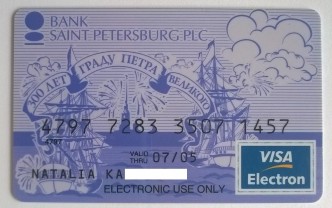 BANK
SAINT PETERSBURG PLC
300 ЛЕТ ГРАДУ ПЕТРА ВЕЛИКОГО
4797 7283 3507 1457
VALID
THRU 07/05
NATALIA KA
ELECTRONIC USE ONLY
VISA
Electron